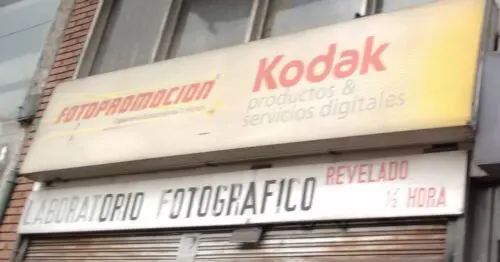 FOTOPROMOCION
Kodak
productos &
servicios digitales
LABORATORIO FOTOGRAFICO
REVELADO
½ HORA